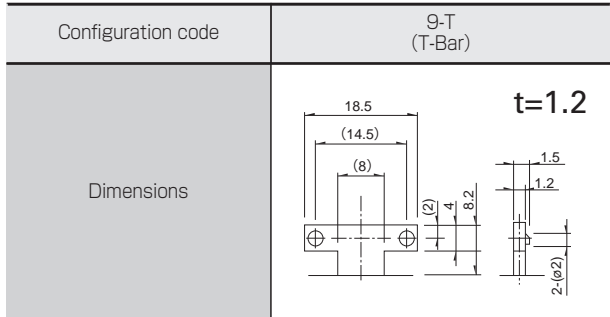 Configuration code
9-T
(T-Bar)
Dimensions
t=1.2
18.5
(14.5)
(8)
(2)
4
8.2
1.5
1.2
2-(ø2)